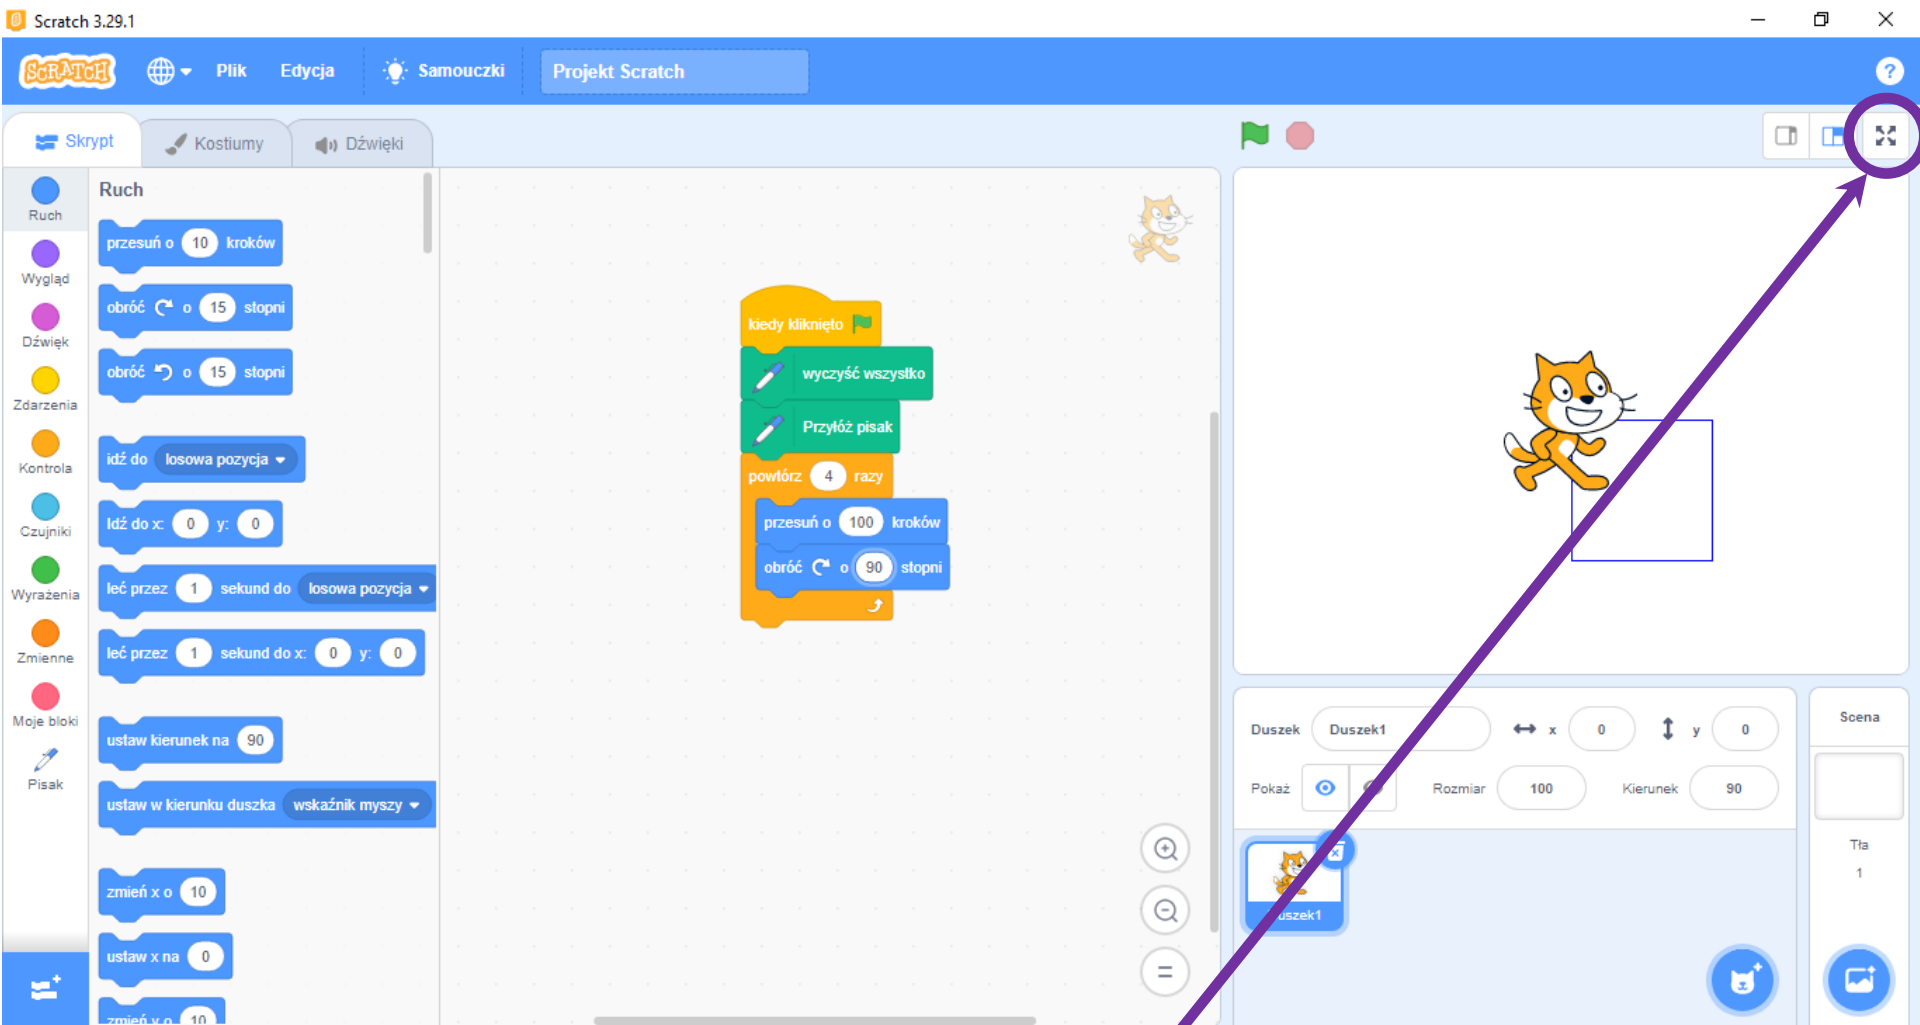 Scratch 3.29.1
SCRATCH
Plik
Edycja
Samouczki
Projekt Scratch
?
Skrypt
Kostiumy
Dźwięki
Ruch
Wygląd
Dźwięk
Zdarzenia
Kontrola
Czujniki
Wyrażenia
Zmienne
Moje bloki
Pisak
Ruch
przesuń o 10 kroków
obróć o 15 stopni
obróć o 15 stopni
idź do losowa pozycja
Idź do x: 0 y: 0
leć przez 1 sekund do losowa pozycja
leć przez 1 sekund do x: 0 y: 0
ustaw kierunek na 90
ustaw w kierunku duszka wskaźnik myszy
zmień x o 10
ustaw x na 0
zmień y o 10
kiedy kliknięto
wyczyść wszystko
Przyłóż pisak
powtórz 4 razy
przesuń o 100 kroków
obróć o 90 stopni
Duszek Duszek1 x 0 y 0
Pokaż Rozmiar 100 Kierunek 90
Duszek1
Scena
Tła
1